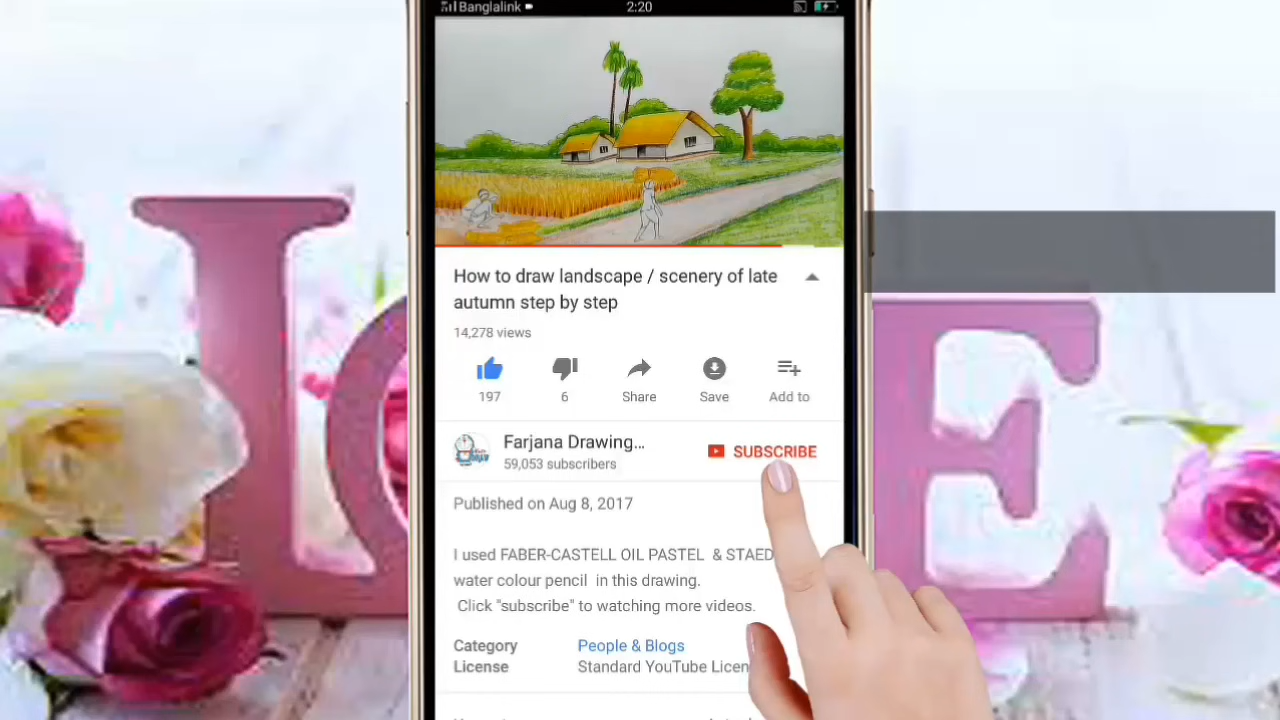 Banglalink
2:20
How to draw landscape / scenery of late
autumn step by step
14,278 views
197
6
Share
Save
Add to
Farjana Drawing...
SUBSCRIBE
59,053 subscribers
Published on Aug 8, 2017
I used FABER-CASTELL OIL PASTEL & STAED
water colour pencil in this drawing.
Click "subscribe" to watching more videos.
Category People & Blogs
License Standard YouTube Licen